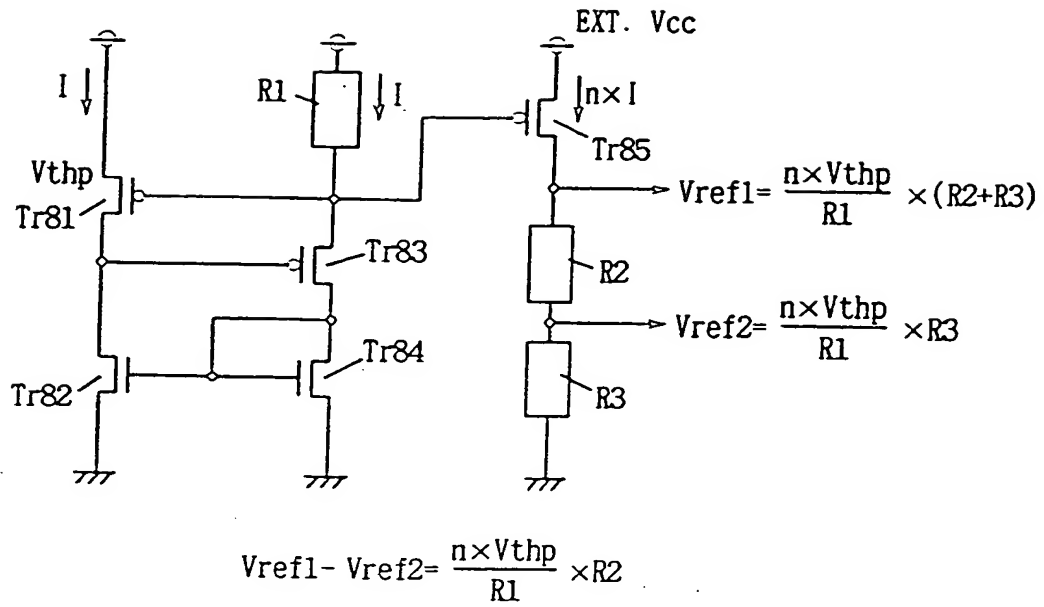 EXT. Vcc
I
R1
I
n×I
Vthp
Tr81
Tr85
Vref1= n×Vthp/R1 ×(R2+R3)
Tr83
R2
Vref2= n×Vthp/R1 ×R3
Tr82
Tr84
R3
Vref1- Vref2= n×Vthp/R1 ×R2